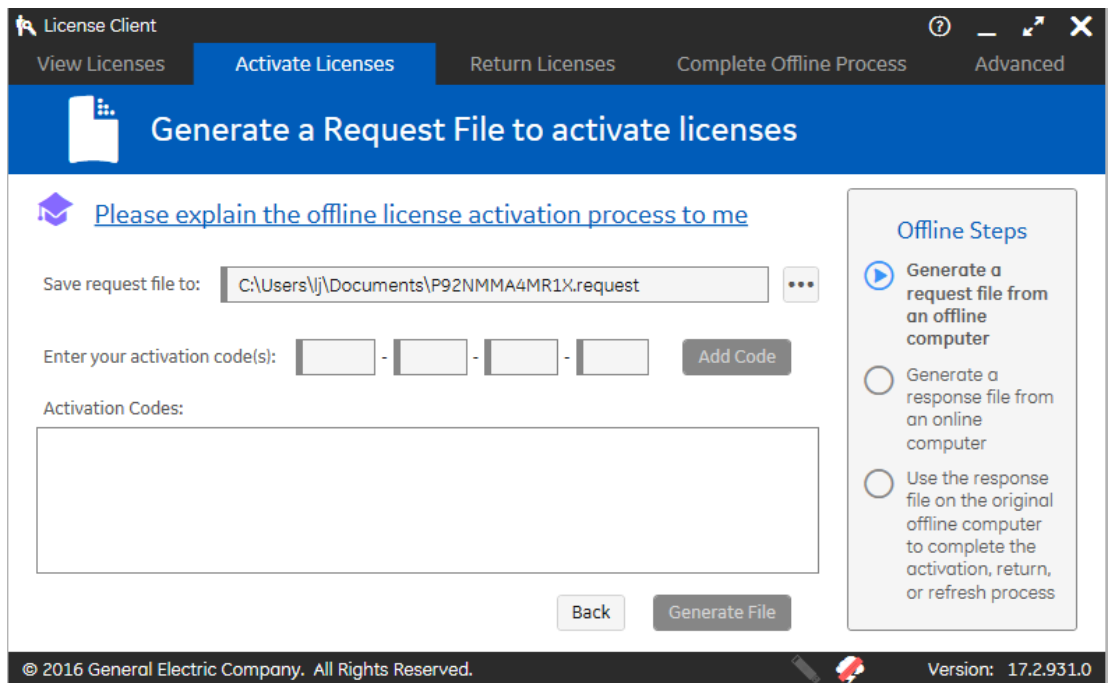 License Client
View Licenses Activate Licenses Return Licenses Complete Offline Process Advanced
Generate a Request File to activate licenses
Please explain the offline license activation process to me
Save request file to: C:\Users\lj\Documents\P92NMMA4MR1X.request •••
Enter your activation code(s): - - - Add Code
Activation Codes:
Back Generate File
Offline Steps
Generate a
request file from
an offline
computer
Generate a
response file from
an online
computer
Use the response
file on the original
offline computer
to complete the
activation, return,
or refresh process
© 2016 General Electric Company. All Rights Reserved. Version: 17.2.931.0